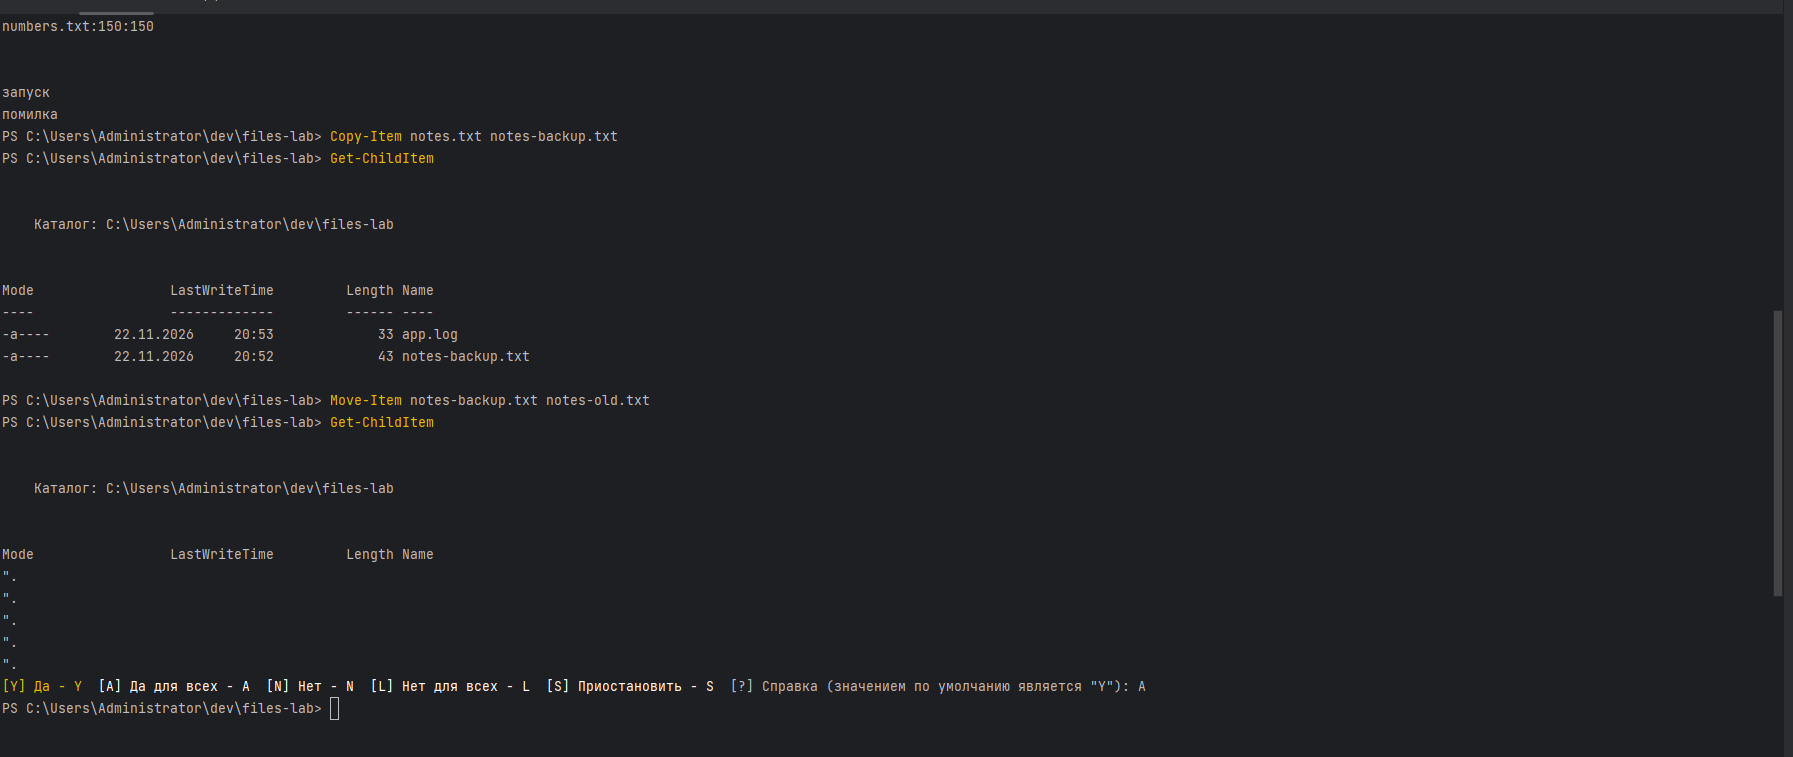 numbers.txt:150:150
запуск
помилка
PS C:\Users\Administrator\dev\files-lab> Copy-Item notes.txt notes-backup.txt
PS C:\Users\Administrator\dev\files-lab> Get-ChildItem
Каталог: C:\Users\Administrator\dev\files-lab
Mode                 LastWriteTime         Length Name
----                 -------------         ------ ----
-a----        22.11.2026     20:53             33 app.log
-a----        22.11.2026     20:52             43 notes-backup.txt
PS C:\Users\Administrator\dev\files-lab> Move-Item notes-backup.txt notes-old.txt
PS C:\Users\Administrator\dev\files-lab> Get-ChildItem
Каталог: C:\Users\Administrator\dev\files-lab
Mode                 LastWriteTime         Length Name
".
".
".
".
".
[Y] Да - Y  [A] Да для всех - A  [N] Нет - N  [L] Нет для всех - L  [S] Приостановить - S  [?] Справка (значением по умолчанию является "Y"): A
PS C:\Users\Administrator\dev\files-lab>